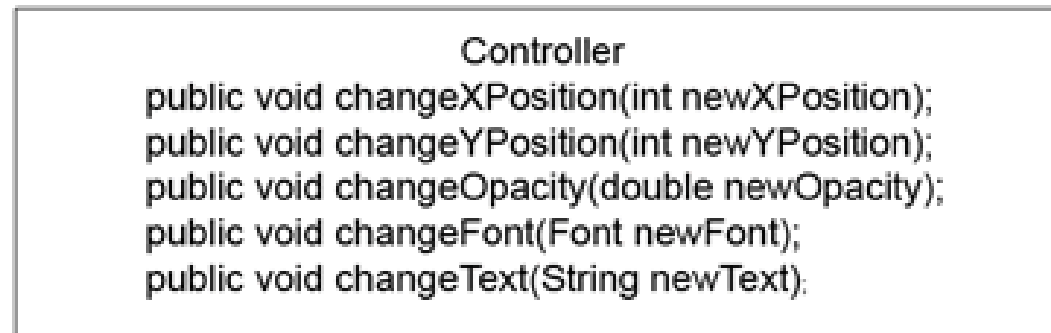 Controller
public void changeXPosition(int newXPosition);
public void changeYPosition(int newYPosition);
public void changeOpacity(double newOpacity);
public void changeFont(Font newFont);
public void changeText(String newText);